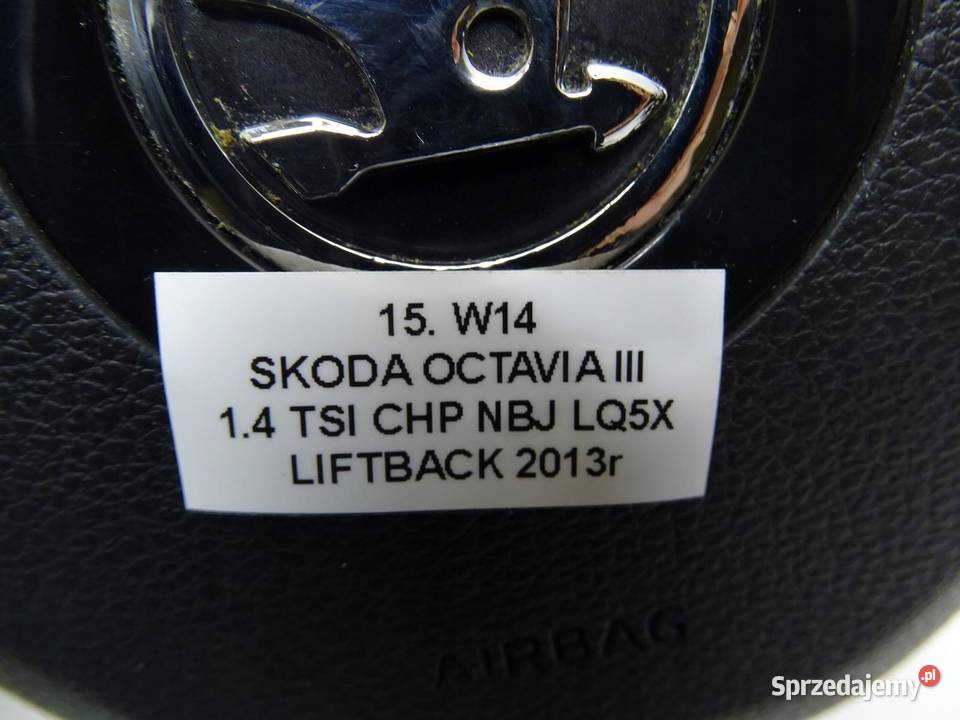 15. W14
SKODA OCTAVIA III
1.4 TSI CHP NBJ LQ5X
LIFTBACK 2013r
AIRBAG
Sprzedajemy.pl